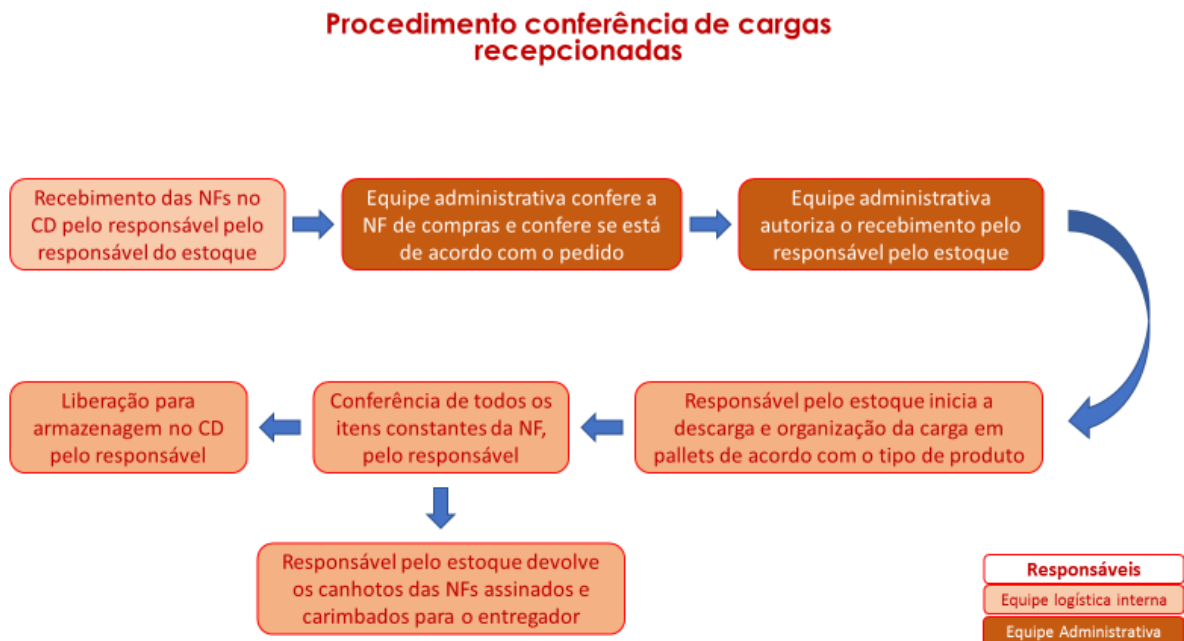 Procedimento conferência de cargas
recepcionadas
Recebimento das NFs no
CD pelo responsável pelo
responsável do estoque
Equipe administrativa confere a
NF de compras e confere se está
de acordo com o pedido
Equipe administrativa
autoriza o recebimento pelo
responsável pelo estoque
Responsável pelo estoque inicia a
descarga e organização da carga em
pallets de acordo com o tipo de produto
Conferência de todos os
itens constantes da NF,
pelo responsável
Liberação para
armazenagem no CD
pelo responsável
Responsável pelo estoque devolve
os canhotos das NFs assinados e
carimbados para o entregador
Responsáveis
Equipe logística interna
Equipe Administrativa